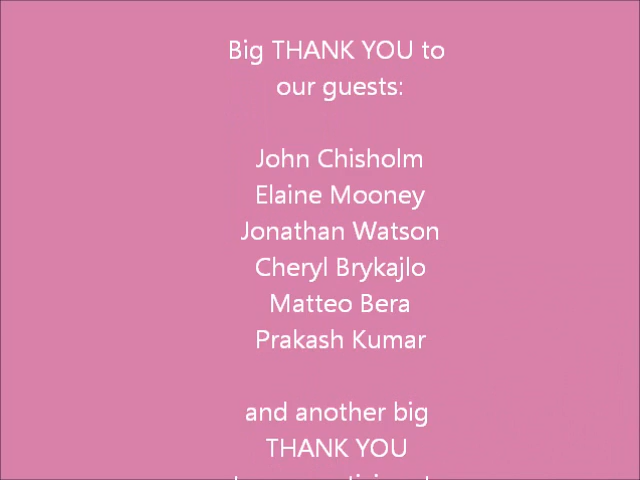 Big THANK YOU to
our guests:
John Chisholm
Elaine Mooney
Jonathan Watson
Cheryl Brykajlo
Matteo Bera
Prakash Kumar
and another big
THANK YOU